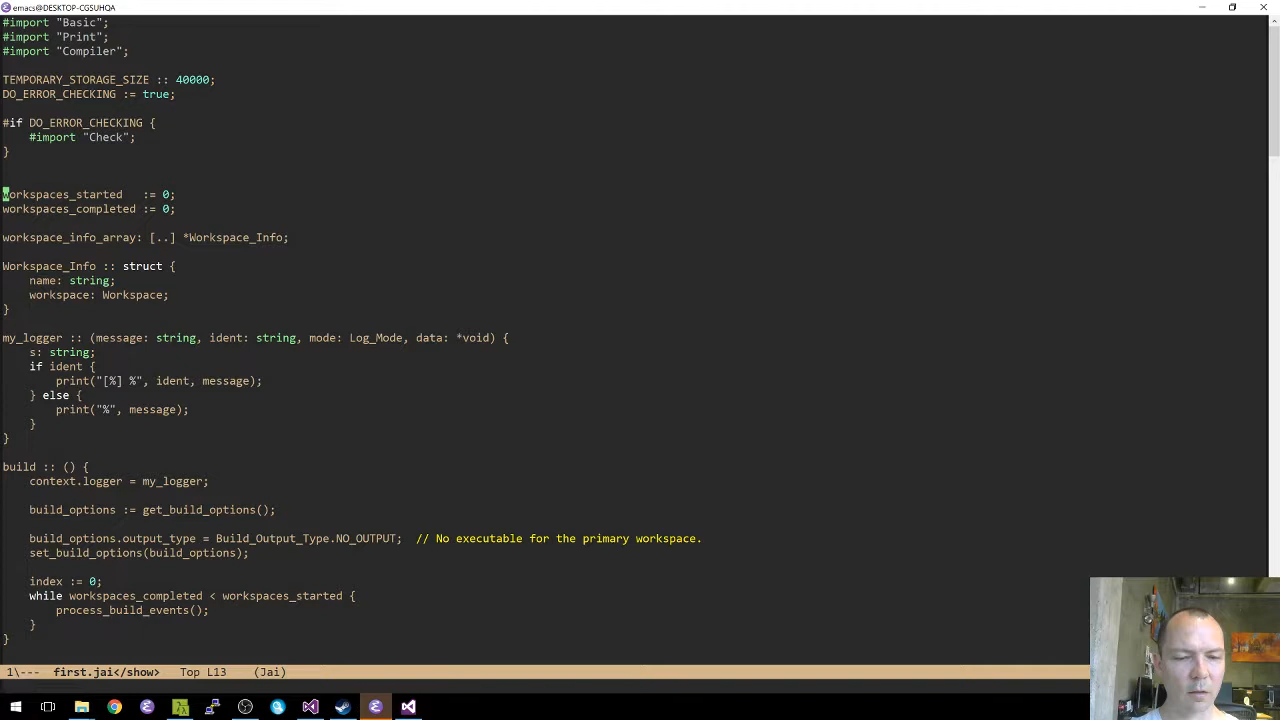 emacs@DESKTOP-CGSUHQA
#import "Basic";
#import "Print";
#import "Compiler";
TEMPORARY_STORAGE_SIZE :: 40000;
DO_ERROR_CHECKING := true;
#if DO_ERROR_CHECKING {
    #import "Check";
}
workspaces_started   := 0;
workspaces_completed := 0;
workspace_info_array: [..] *Workspace_Info;
Workspace_Info :: struct {
    name: string;
    workspace: Workspace;
}
my_logger :: (message: string, ident: string, mode: Log_Mode, data: *void) {
    s: string;
    if ident {
        print("[%] %", ident, message);
    } else {
        print("%", message);
    }
}
build :: () {
    context.logger = my_logger;
    build_options := get_build_options();
    build_options.output_type = Build_Output_Type.NO_OUTPUT;  // No executable for the primary workspace.
    set_build_options(build_options);
    index := 0;
    while workspaces_completed < workspaces_started {
        process_build_events();
    }
}
1\---  first.jai</show>   Top L13    (Jai)